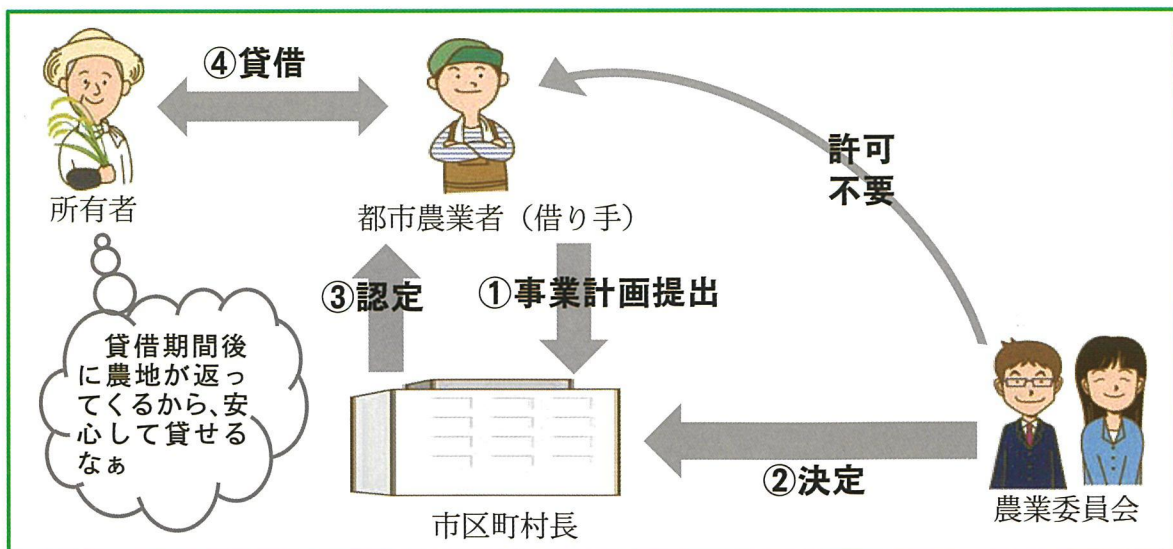 ④貸借
許可
不要
所有者
都市農業者（借り手）
③認定
①事業計画提出
貸借期間後
に農地が返っ
てくるから、安
心して貸せる
なぁ
②決定
市区町村長
農業委員会